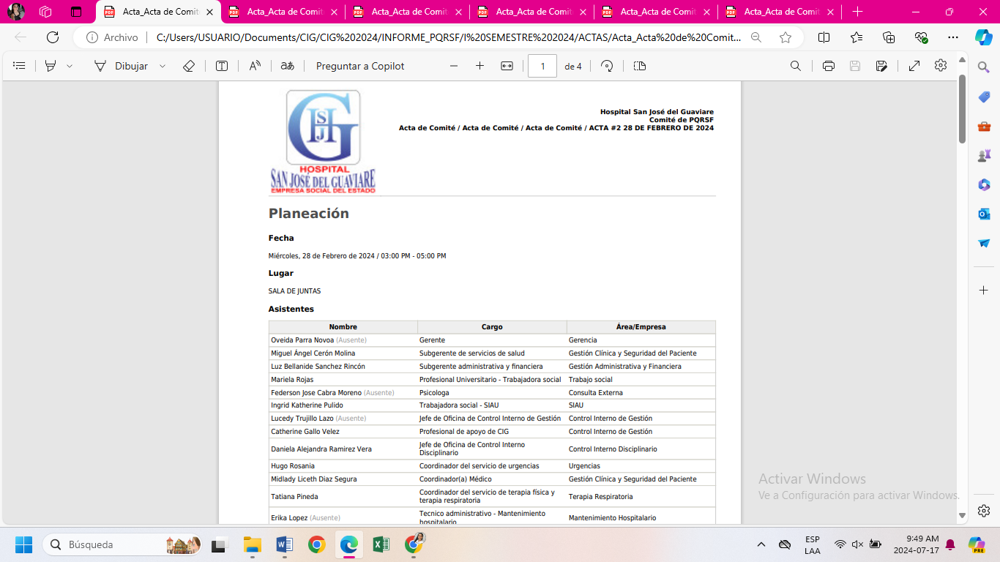 Acta_Acta de Comit
Acta_Acta de Comit
Acta_Acta de Comit
Acta_Acta de Comit
Acta_Acta de Comit
Acta_Acta de Comit
Archivo
C:/Users/USUARIO/Documents/CIG/CIG%202024/INFORME_PQRSF/I%20SEMESTRE%202024/ACTAS/Acta_Acta%20de%20Comit...
Dibujar
aあ
Preguntar a Copilot
1
de 4
HOSPITAL
SAN JOSÉ DEL GUAVIARE
EMPRESA SOCIAL DEL ESTADO
Hospital San José del Guaviare
Comité de PQRSF
Acta de Comité / Acta de Comité / Acta de Comité / ACTA #2 28 DE FEBRERO DE 2024
Planeación
Fecha
Miércoles, 28 de Febrero de 2024 / 03:00 PM - 05:00 PM
Lugar
SALA DE JUNTAS
Asistentes
Nombre Cargo Área/Empresa
Oveida Parra Novoa (Ausente) Gerente Gerencia
Miguel Ángel Cerón Molina Subgerente de servicios de salud Gestión Clínica y Seguridad del Paciente
Luz Bellanide Sanchez Rincón Subgerente administrativa y financiera Gestión Administrativa y Financiera
Mariela Rojas Profesional Universitario - Trabajadora social Trabajo social
Federson Jose Cabra Moreno (Ausente) Psicologa Consulta Externa
Ingrid Katherine Pulido Trabajadora social - SIAU SIAU
Lucedy Trujillo Lazo (Ausente) Jefe de Oficina de Control Interno de Gestión Control Interno de Gestión
Catherine Gallo Velez Profesional de apoyo de CIG Control Interno de Gestión
Daniela Alejandra Ramirez Vera Jefe de Oficina de Control Interno
Disciplinario Control Interno Disciplinario
Hugo Rosania Coordinador del servicio de urgencias Urgencias
Midlady Liceth Diaz Segura Coordinador(a) Médico Gestión Clínica y Seguridad del Paciente
Tatiana Pineda Coordinador del servicio de terapia física y
terapia respiratoria Terapia Respiratoria
Erika Lopez (Ausente) Tecnico administrativo - Mantenimiento
hospitalario Mantenimiento Hospitalario
Activar Windows
Ve a Configuración para activar Windows.
Búsqueda
ESP
LAA
9:49 AM
2024-07-17
PRE